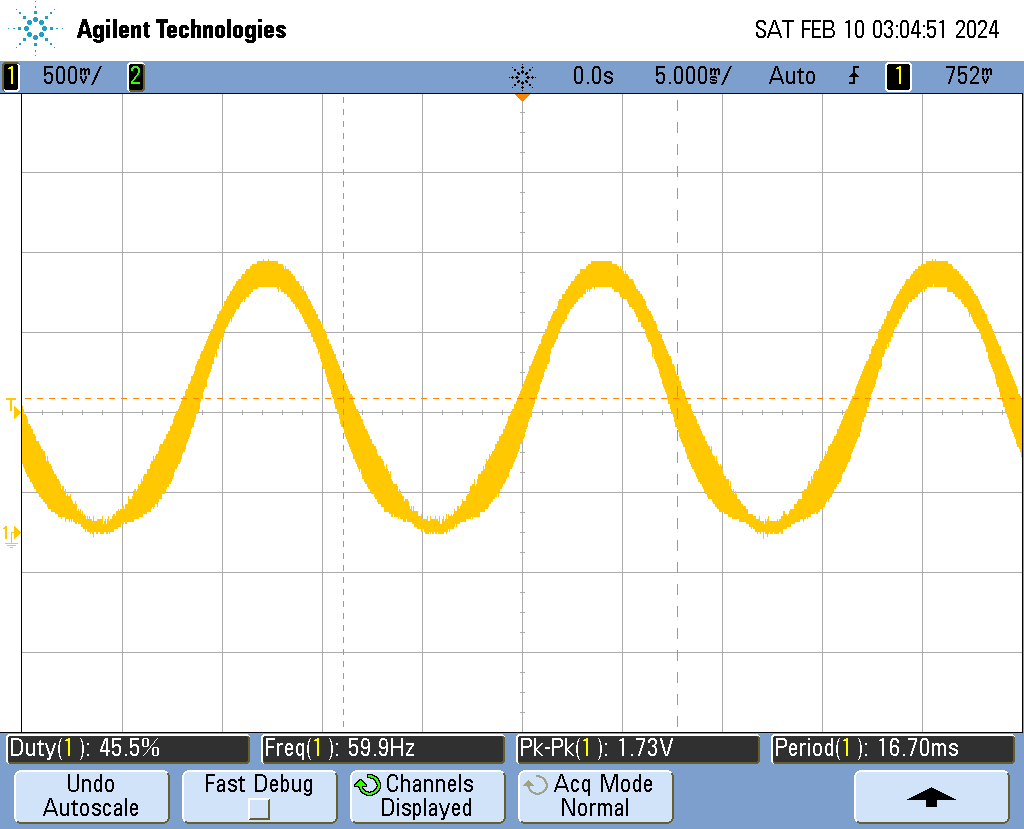 Agilent Technologies
SAT FEB 10 03:04:51 2024
1 500mV/ 2 0.0s 5.000ms/ Auto 1 752mV
T
1
Duty(1): 45.5% Freq(1): 59.9Hz Pk-Pk(1): 1.73V Period(1): 16.70ms
Undo
Autoscale
Fast Debug
Channels
Displayed
Acq Mode
Normal